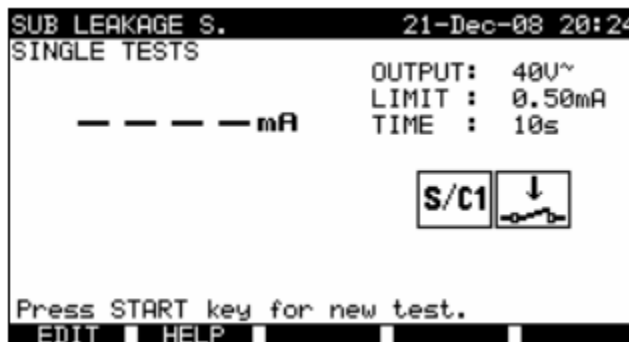 SUB LEAKAGE S. 21-Dec-08 20:24
SINGLE TESTS
OUTPUT: 40V~
LIMIT : 0.50mA
TIME : 10s
— — — — mA
S/C1
Press START key for new test.
EDIT HELP